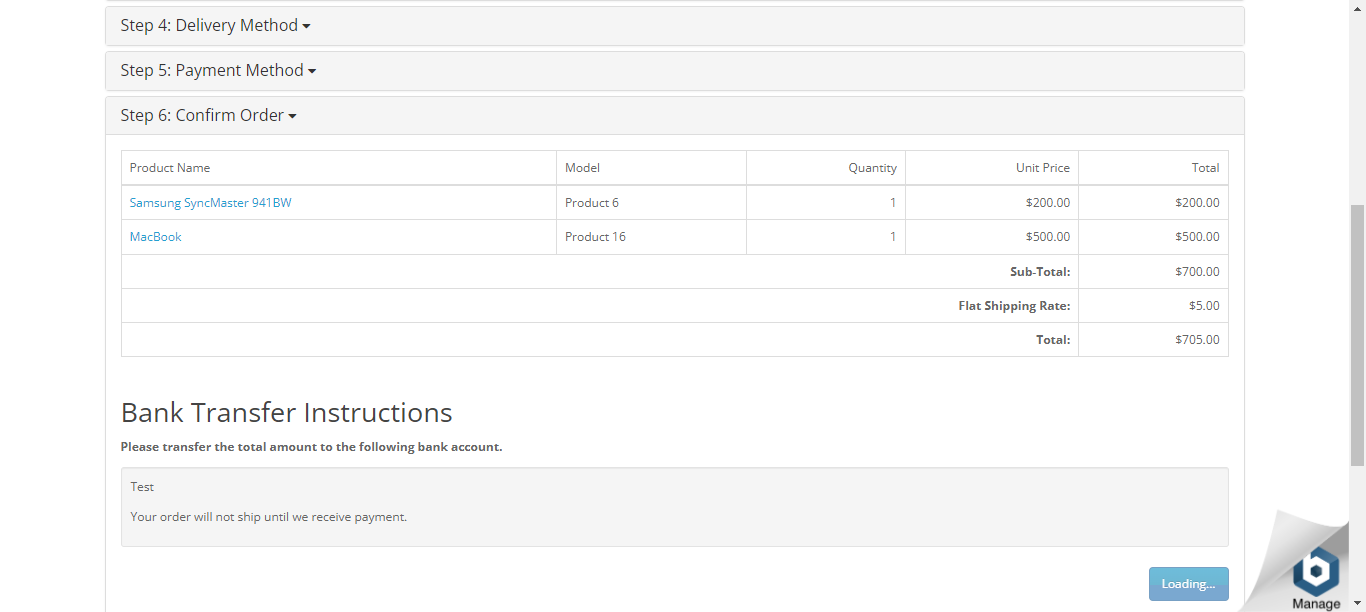 Step 4: Delivery Method
Step 5: Payment Method
Step 6: Confirm Order
Product Name Model Quantity Unit Price Total
Samsung SyncMaster 941BW Product 6 1 $200.00 $200.00
MacBook Product 16 1 $500.00 $500.00
Sub-Total: $700.00
Flat Shipping Rate: $5.00
Total: $705.00
Bank Transfer Instructions
Please transfer the total amount to the following bank account.
Test
Your order will not ship until we receive payment.
Loading...
b
Manage